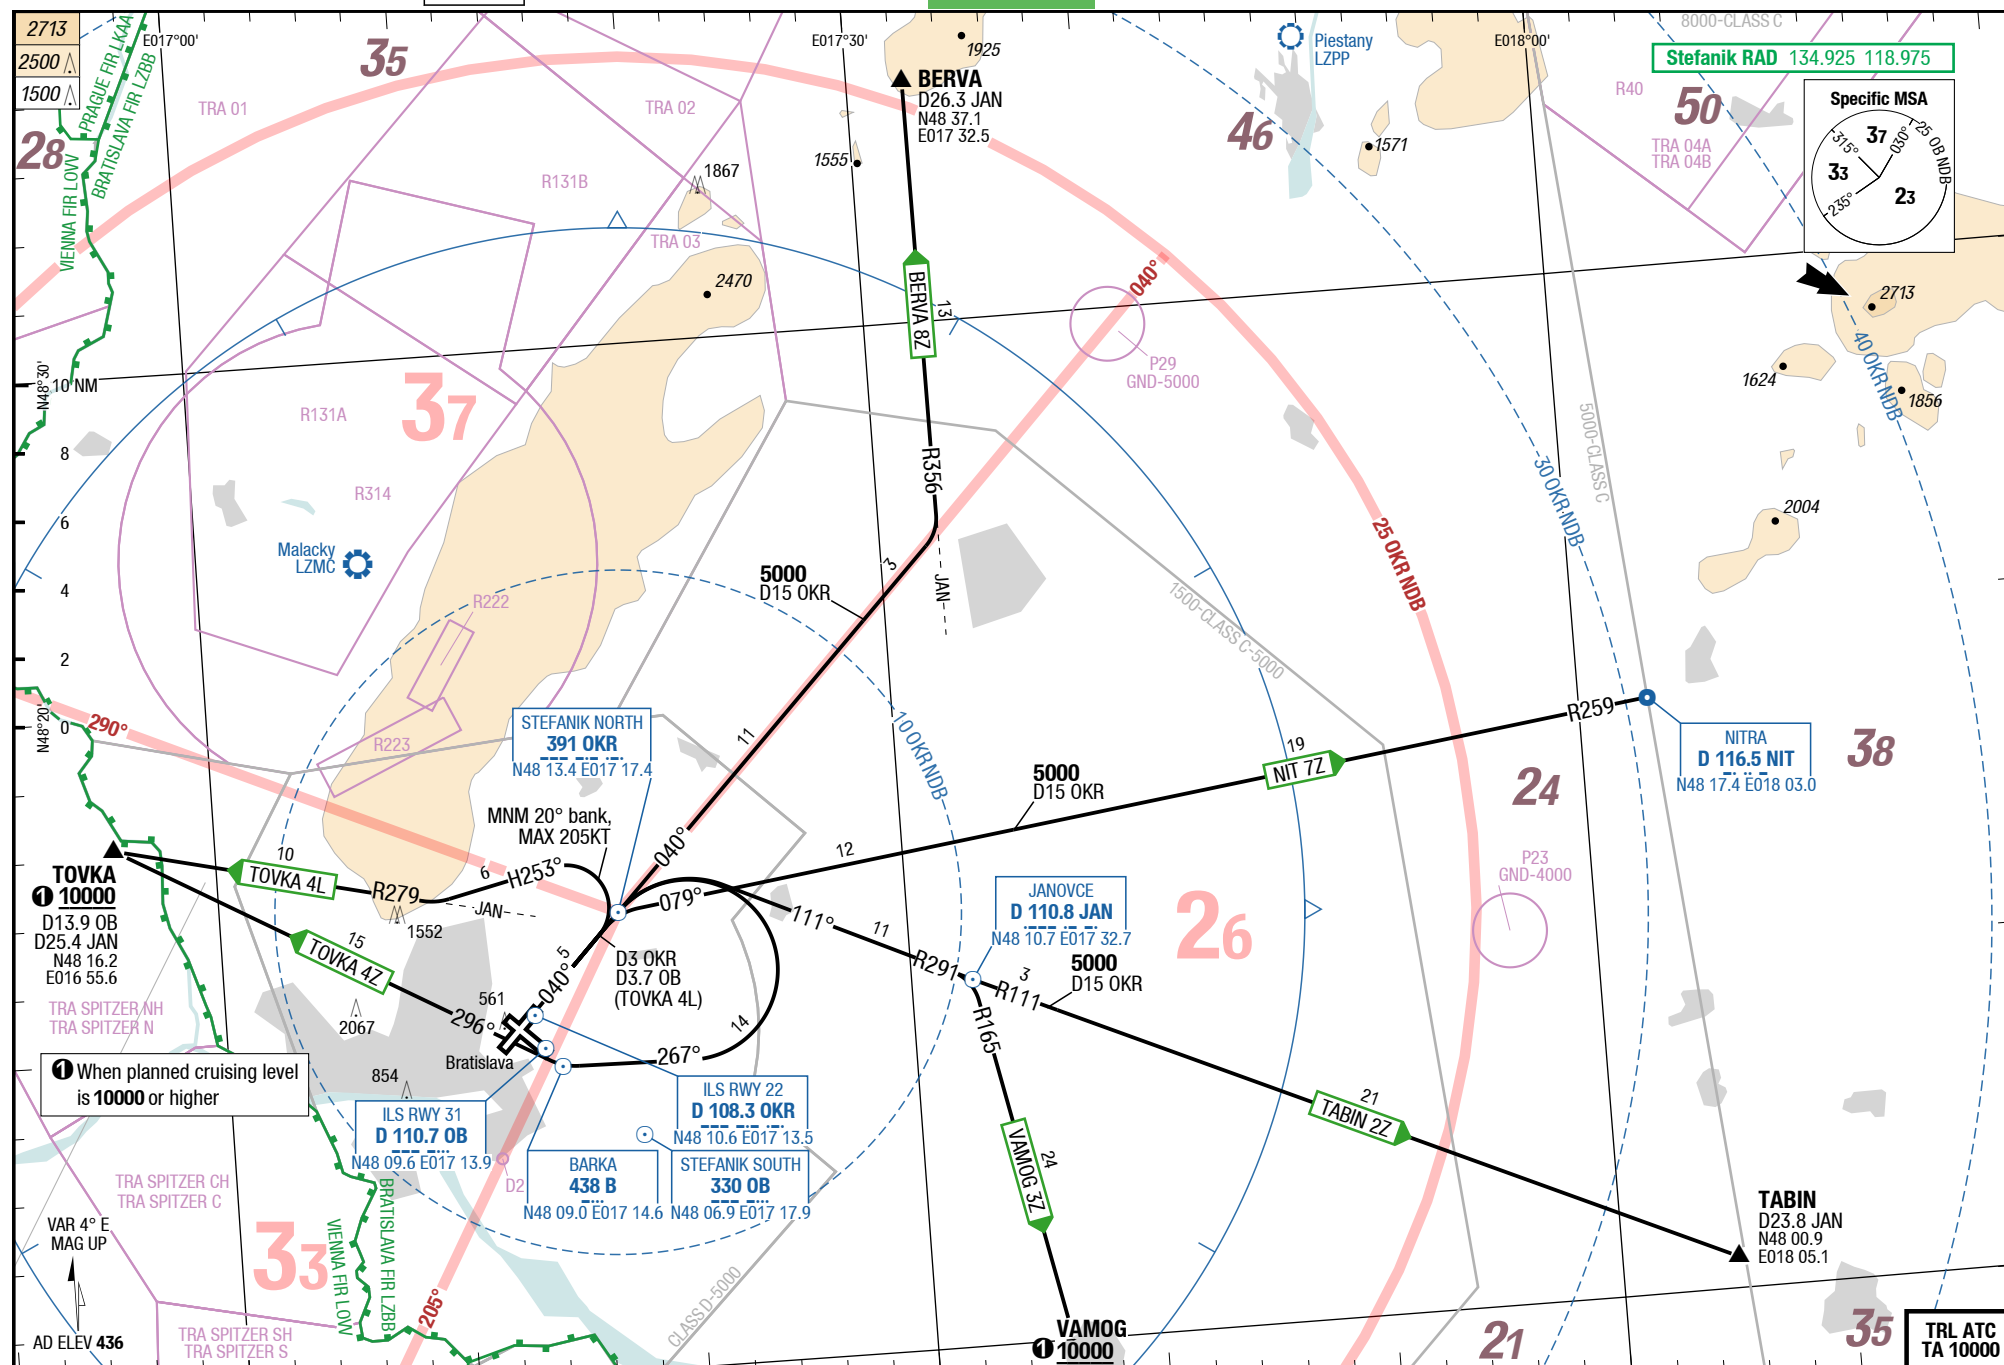 2713
2500
1500
PRAGUE FIR LKAA
BRATISLAVA FIR LZBB
VIENNA FIR LOVV
E017°00'
E017°30'
E018°00'
35
28
TRA 01
TRA 02
R131B
TRA 03
1867
2470
1925
BERVA
D26.3 JAN
N48 37.1
E017 32.5
1555
Piestany
LZPP
46
1571
8000-CLASS C
Stefanik RAD 134.925 118.975
R40
50
TRA 04A
TRA 04B
Specific MSA
37
33
23
315°
030°
235°
25 OB NDB
2713
1624
1856
2004
40 OKR NDB
5000-CLASS C
30 OKR NDB
25 OKR NDB
040°
P29
GND-5000
BERVA 8Z
13
R356
N48°30'
10 NM
8
6
4
2
0
N48°20'
37
R131A
R314
Malacky
LZMC
R222
R223
290°
5000
D15 OKR
3
JAN
1500-CLASS C-5000
11
STEFANIK NORTH
391 OKR
N48 13.4 E017 17.4
10 OKR NDB
MNM 20° bank,
MAX 205KT
040°
5000
D15 OKR
19
NIT 7Z
R259
NITRA
D 116.5 NIT
N48 17.4 E018 03.0
38
24
12
079°
P23
GND-4000
TOVKA
❶ 10000
D13.9 OB
D25.4 JAN
N48 16.2
E016 55.6
10
TOVKA 4L
R279
6
H253°
JAN
1552
15
TOVKA 4Z
296°
5
040°
D3 OKR
D3.7 OB
(TOVKA 4L)
111°
11
R291
JANOVCE
D 110.8 JAN
N48 10.7 E017 32.7
5000
D15 OKR
3
R111
R165
26
TRA SPITZER NH
TRA SPITZER N
2067
561
Bratislava
14
267°
❶ When planned cruising level
is 10000 or higher
854
ILS RWY 31
D 110.7 OB
N48 09.6 E017 13.9
ILS RWY 22
D 108.3 OKR
N48 10.6 E017 13.5
BARKA
438 B
N48 09.0 E017 14.6
STEFANIK SOUTH
330 OB
N48 06.9 E017 17.9
D2
21
TABIN 2Z
24
VAMOG 3Z
TABIN
D23.8 JAN
N48 00.9
E018 05.1
TRA SPITZER CH
TRA SPITZER C
VAR 4° E
MAG UP
33
VIENNA FIR LOVV
BRATISLAVA FIR LZBB
205°
CLASS D-5000
AD ELEV 436
TRA SPITZER SH
TRA SPITZER S
VAMOG
❶ 10000
21
35
TRL ATC
TA 10000